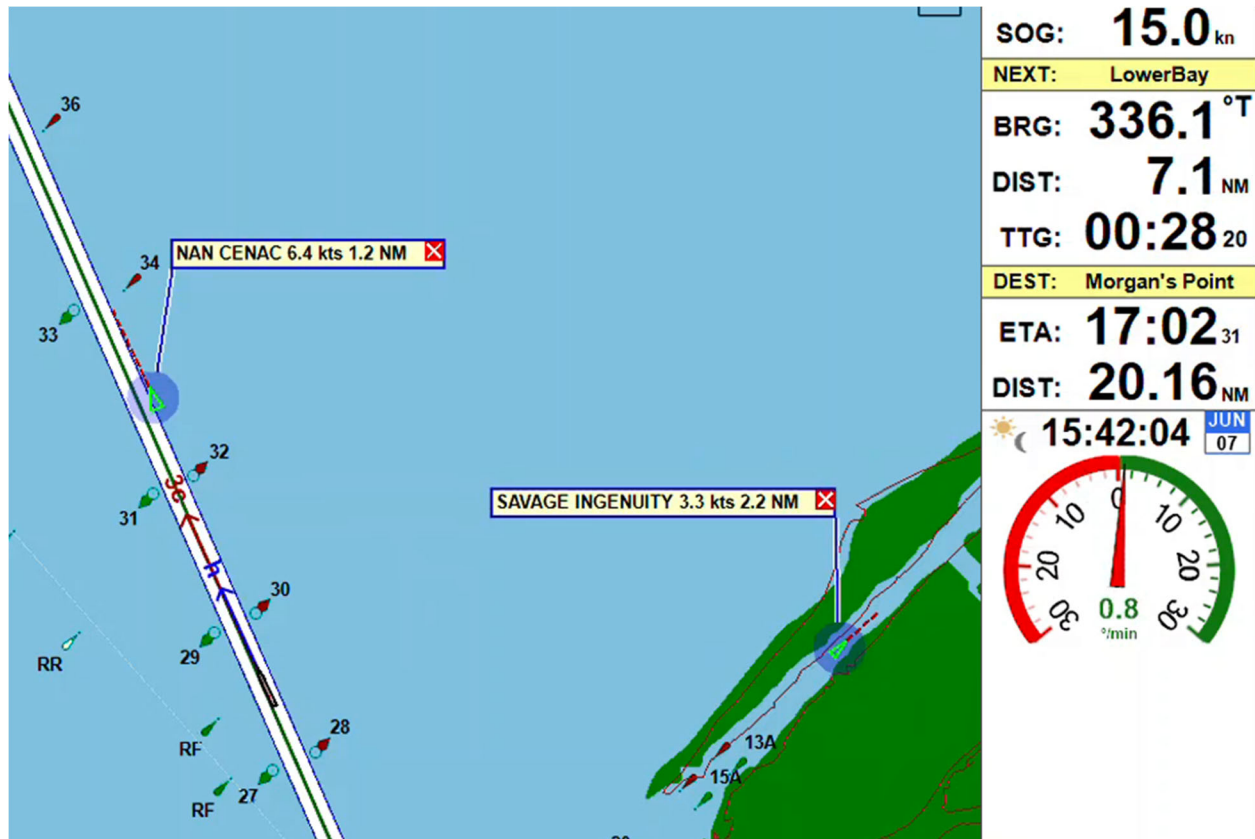 36
34
33
NAN CENAC 6.4 kts 1.2 NM
32
31
SAVAGE INGENUITY 3.3 kts 2.2 NM
30
29
RR
28
RF
27
RF
13A
15A
SOG: 15.0 kn
NEXT: LowerBay
BRG: 336.1 °T
DIST: 7.1 NM
TTG: 00:28 20
DEST: Morgan's Point
ETA: 17:02 31
DIST: 20.16 NM
15:42:04 JUN 07
30 20 10 0 10 20 30
0.8
°/min